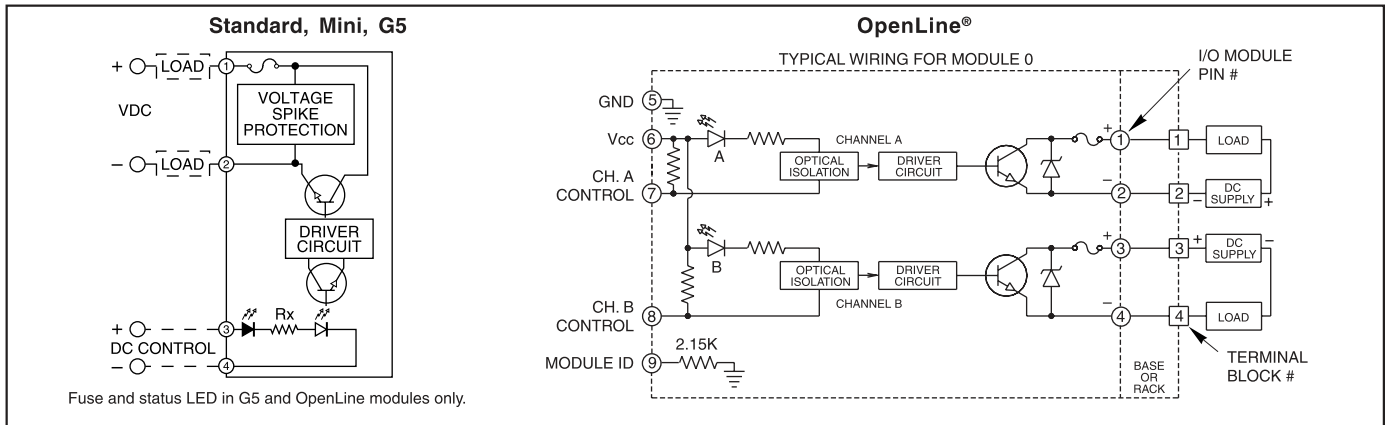 Standard, Mini, G5
+ LOAD 1
VDC
VOLTAGE
SPIKE
PROTECTION
− LOAD 2
DRIVER
CIRCUIT
Rx
+ 3
DC CONTROL
− 4
Fuse and status LED in G5 and OpenLine modules only.
OpenLine®
TYPICAL WIRING FOR MODULE 0
I/O MODULE
PIN #
GND 5
Vcc 6
A
CHANNEL A
OPTICAL
ISOLATION
DRIVER
CIRCUIT
+ 1 1 LOAD
CH. A
CONTROL 7
− 2 2
− DC
SUPPLY +
B
OPTICAL
ISOLATION
DRIVER
CIRCUIT
CHANNEL B
+ 3 3
+ DC
SUPPLY −
CH. B
CONTROL 8
− 4 4 LOAD
MODULE ID 9
2.15K
BASE
OR
RACK
TERMINAL
BLOCK #